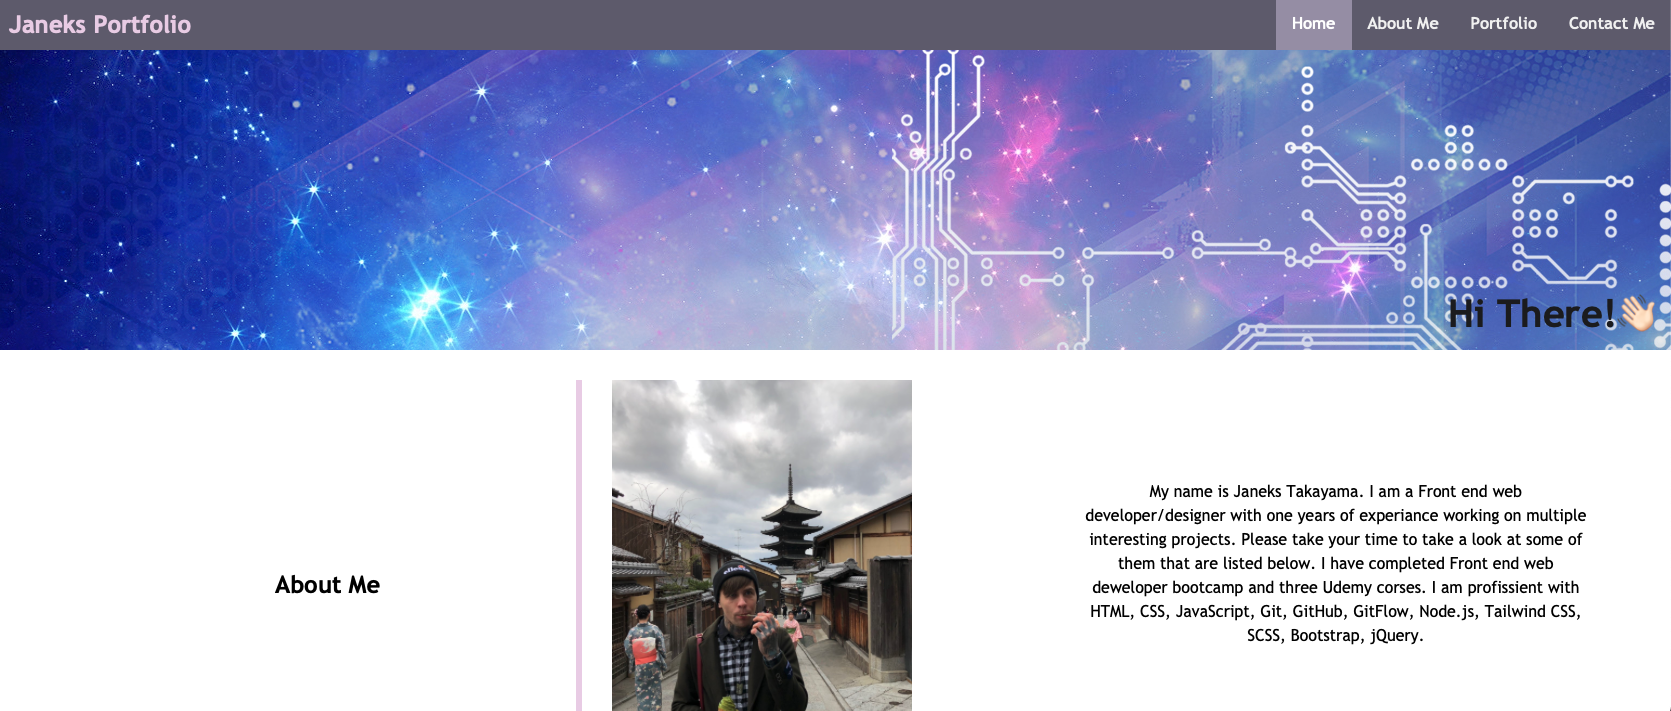 Janeks Portfolio
Home About Me Portfolio Contact Me
Hi There!👋🏻
About Me
My name is Janeks Takayama. I am a Front end web
developer/designer with one years of experiance working on multiple
interesting projects. Please take your time to take a look at some of
them that are listed below. I have completed Front end web
deweloper bootcamp and three Udemy corses. I am profissient with
HTML, CSS, JavaScript, Git, GitHub, GitFlow, Node.js, Tailwind CSS,
SCSS, Bootstrap, jQuery.